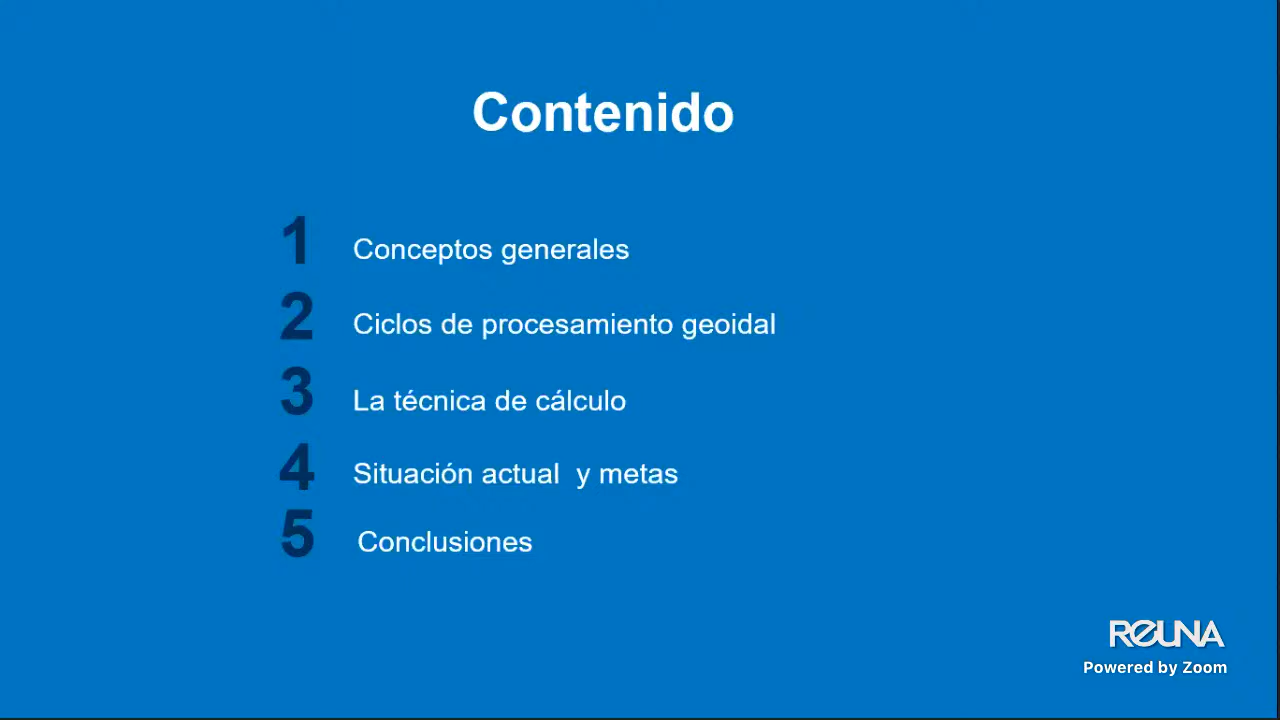 Contenido
1 Conceptos generales
2 Ciclos de procesamiento geoidal
3 La técnica de cálculo
4 Situación actual  y metas
5 Conclusiones
REUNA
Powered by Zoom